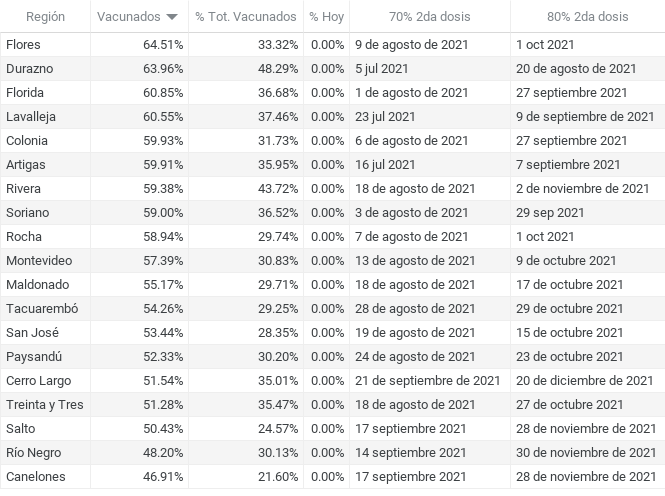 Región Vacunados % Tot. Vacunados % Hoy 70% 2da dosis 80% 2da dosis
Flores 64.51% 33.32% 0.00% 9 de agosto de 2021 1 oct 2021
Durazno 63.96% 48.29% 0.00% 5 jul 2021 20 de agosto de 2021
Florida 60.85% 36.68% 0.00% 1 de agosto de 2021 27 septiembre 2021
Lavalleja 60.55% 37.46% 0.00% 23 jul 2021 9 de septiembre de 2021
Colonia 59.93% 31.73% 0.00% 6 de agosto de 2021 27 septiembre 2021
Artigas 59.91% 35.95% 0.00% 16 jul 2021 7 septiembre 2021
Rivera 59.38% 43.72% 0.00% 18 de agosto de 2021 2 de noviembre de 2021
Soriano 59.00% 36.52% 0.00% 3 de agosto de 2021 29 sep 2021
Rocha 58.94% 29.74% 0.00% 7 de agosto de 2021 1 oct 2021
Montevideo 57.39% 30.83% 0.00% 13 de agosto de 2021 9 de octubre 2021
Maldonado 55.17% 29.71% 0.00% 18 de agosto de 2021 17 de octubre 2021
Tacuarembó 54.26% 29.25% 0.00% 28 de agosto de 2021 29 de octubre 2021
San José 53.44% 28.35% 0.00% 19 de agosto de 2021 15 de octubre 2021
Paysandú 52.33% 30.20% 0.00% 24 de agosto de 2021 23 de octubre 2021
Cerro Largo 51.54% 35.01% 0.00% 21 de septiembre de 2021 20 de diciembre de 2021
Treinta y Tres 51.28% 35.47% 0.00% 18 de agosto de 2021 27 de octubre 2021
Salto 50.43% 24.57% 0.00% 17 septiembre 2021 28 de noviembre de 2021
Río Negro 48.20% 30.13% 0.00% 14 septiembre 2021 30 de noviembre de 2021
Canelones 46.91% 21.60% 0.00% 17 septiembre 2021 28 de noviembre de 2021